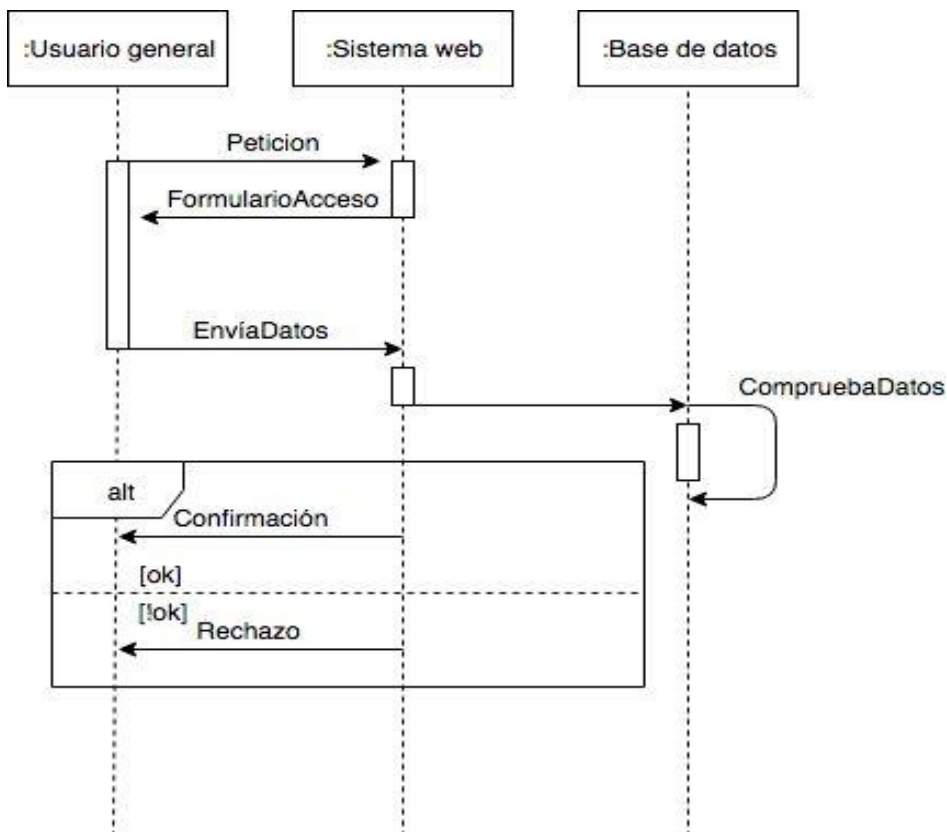 :Usuario general
:Sistema web
:Base de datos
Peticion
FormularioAcceso
EnvíaDatos
CompruebaDatos
alt
Confirmación
[ok]
[!ok]
Rechazo